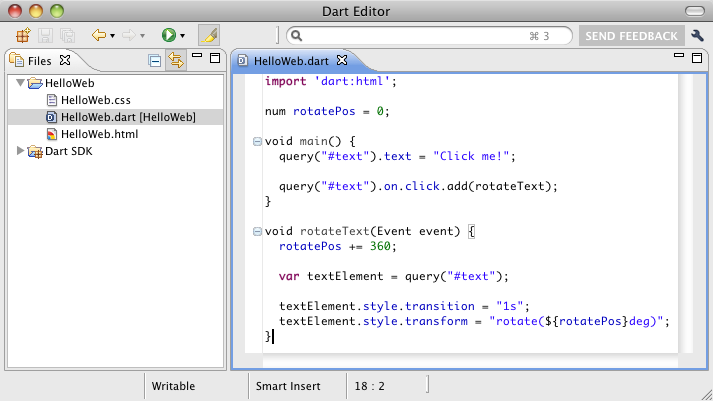 Dart Editor
⌘ 3
SEND FEEDBACK
Files
HelloWeb
HelloWeb.css
HelloWeb.dart [HelloWeb]
HelloWeb.html
Dart SDK
HelloWeb.dart
import 'dart:html';
num rotatePos = 0;
void main() {
query("#text").text = "Click me!";
query("#text").on.click.add(rotateText);
}
void rotateText(Event event) {
rotatePos += 360;
var textElement = query("#text");
textElement.style.transition = "1s";
textElement.style.transform = "rotate(${rotatePos}deg)";
}
Writable
Smart Insert
18 : 2